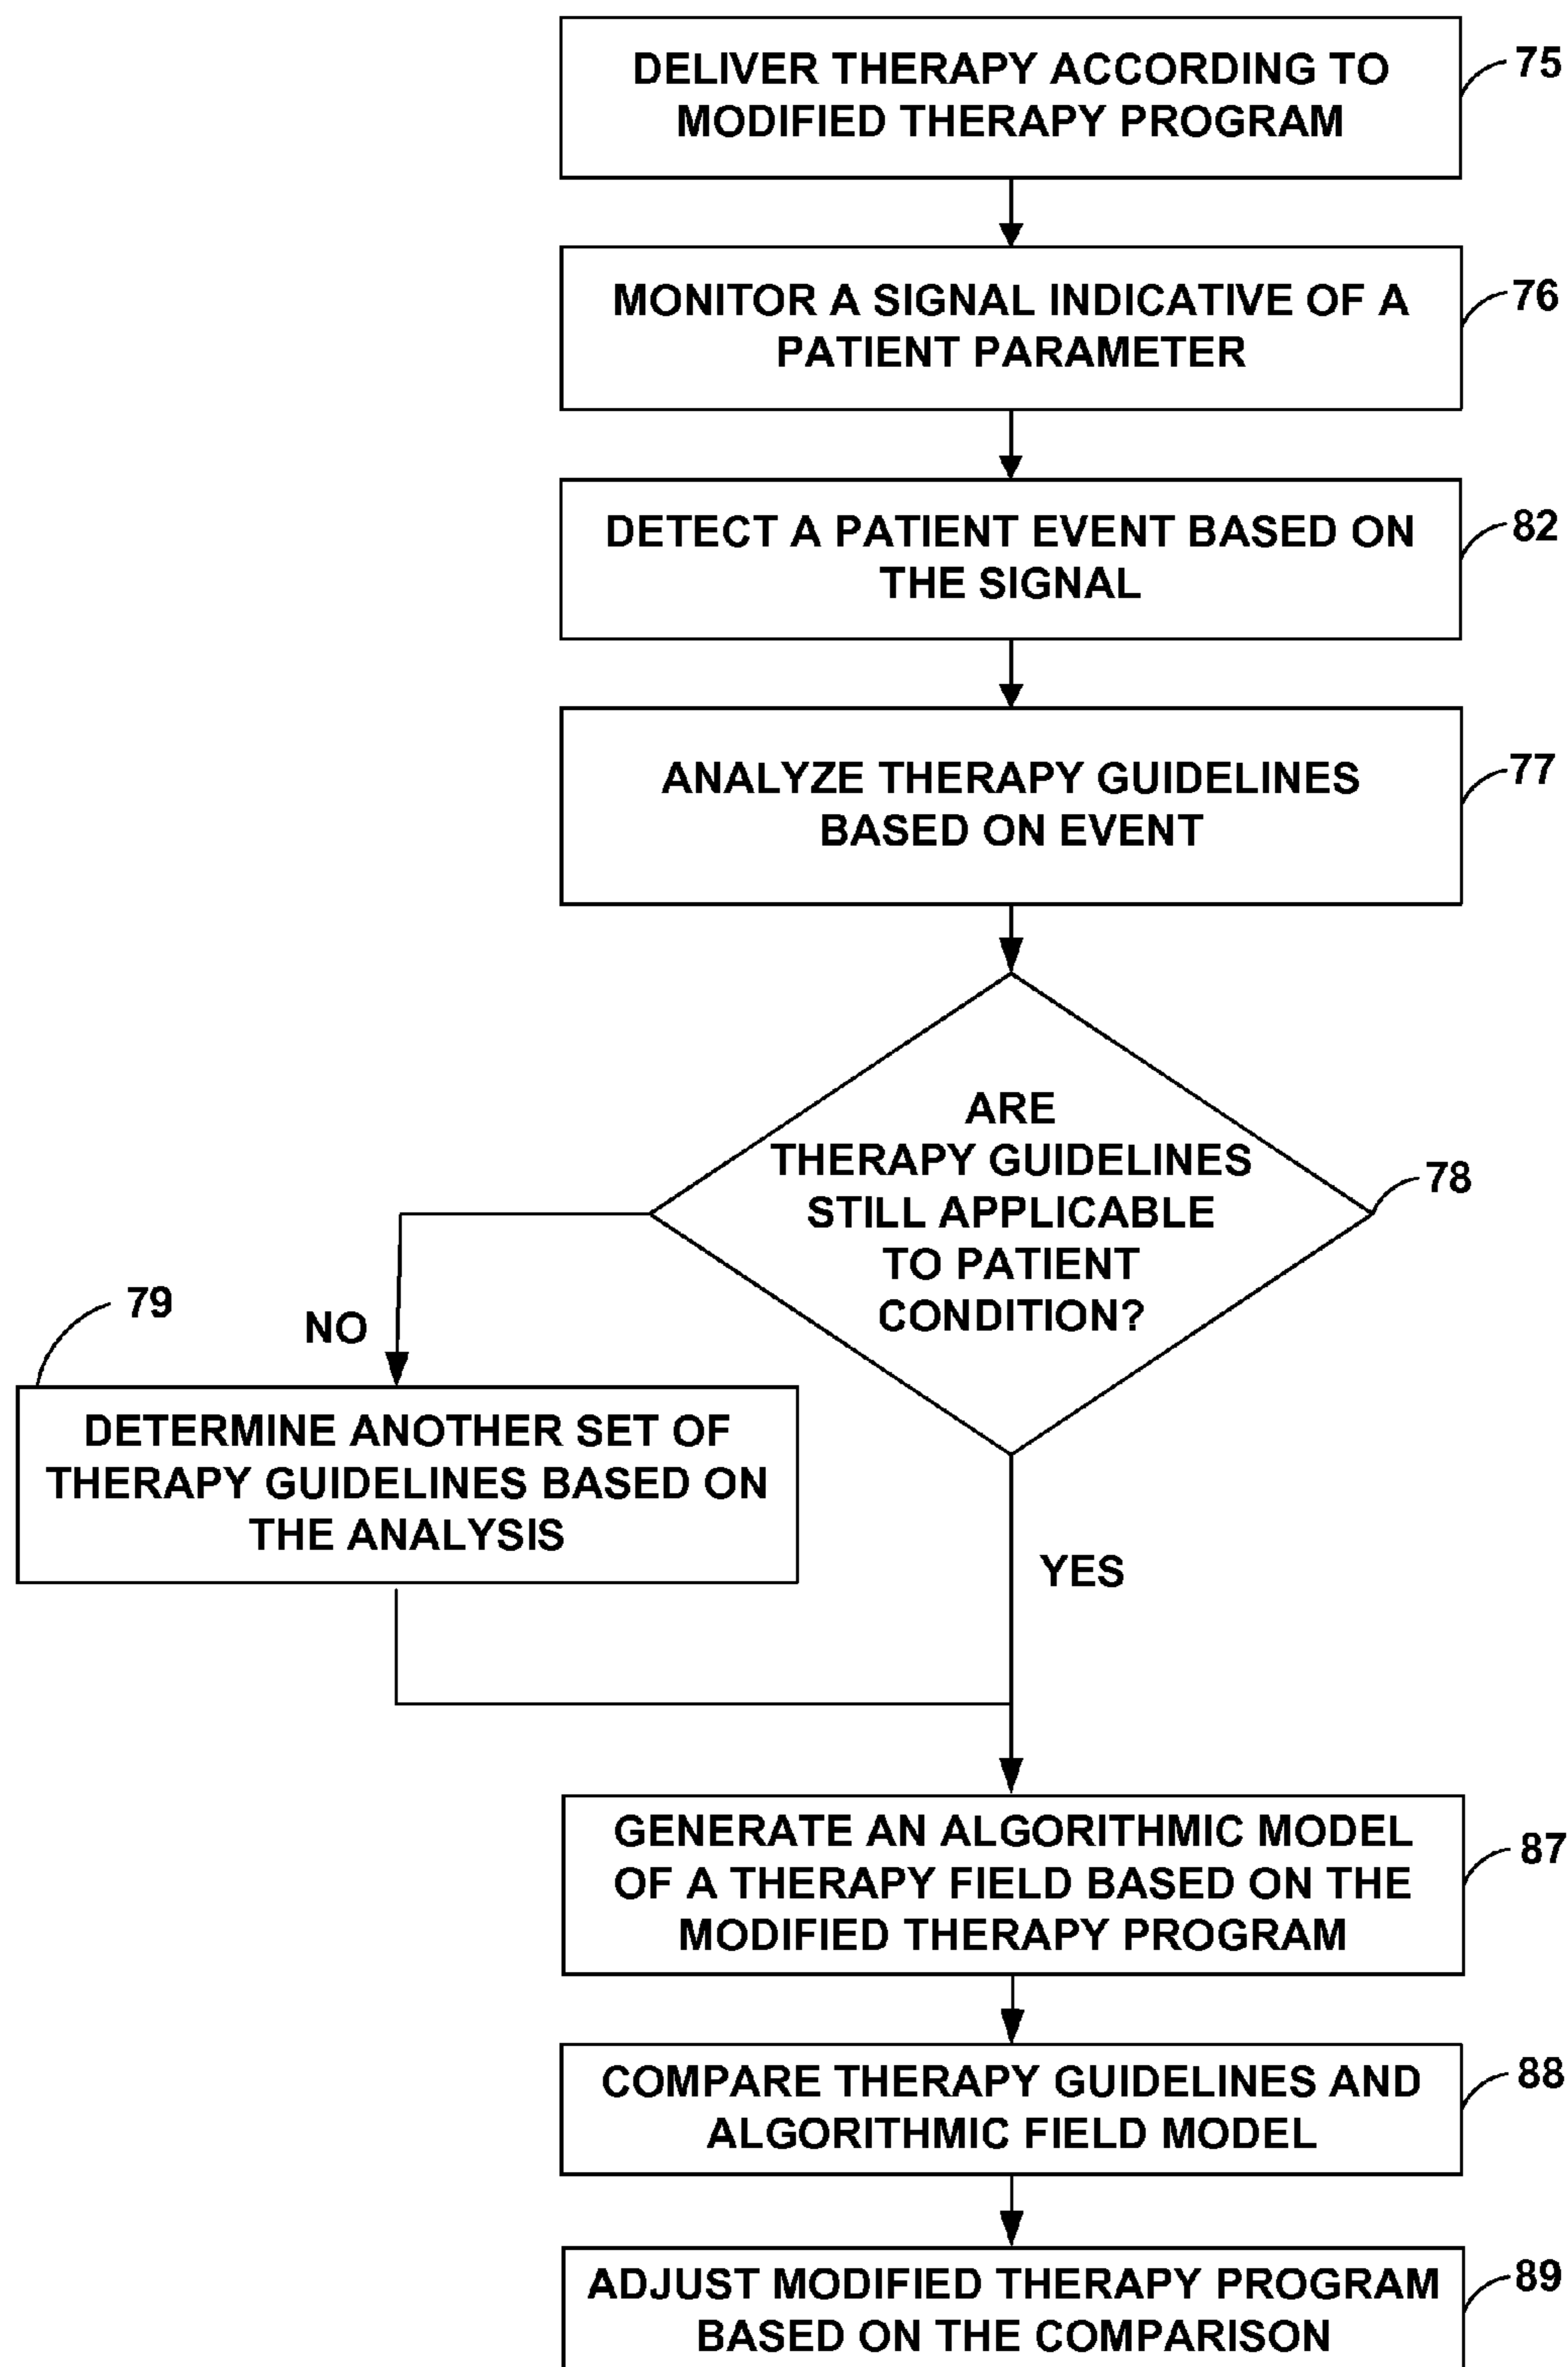 DELIVER THERAPY ACCORDING TO
MODIFIED THERAPY PROGRAM
75
MONITOR A SIGNAL INDICATIVE OF A
PATIENT PARAMETER
76
DETECT A PATIENT EVENT BASED ON
THE SIGNAL
82
ANALYZE THERAPY GUIDELINES
BASED ON EVENT
77
ARE
THERAPY GUIDELINES
STILL APPLICABLE
TO PATIENT
CONDITION?
78
NO
79
DETERMINE ANOTHER SET OF
THERAPY GUIDELINES BASED ON
THE ANALYSIS
YES
GENERATE AN ALGORITHMIC MODEL
OF A THERAPY FIELD BASED ON THE
MODIFIED THERAPY PROGRAM
87
COMPARE THERAPY GUIDELINES AND
ALGORITHMIC FIELD MODEL
88
ADJUST MODIFIED THERAPY PROGRAM
BASED ON THE COMPARISON
89